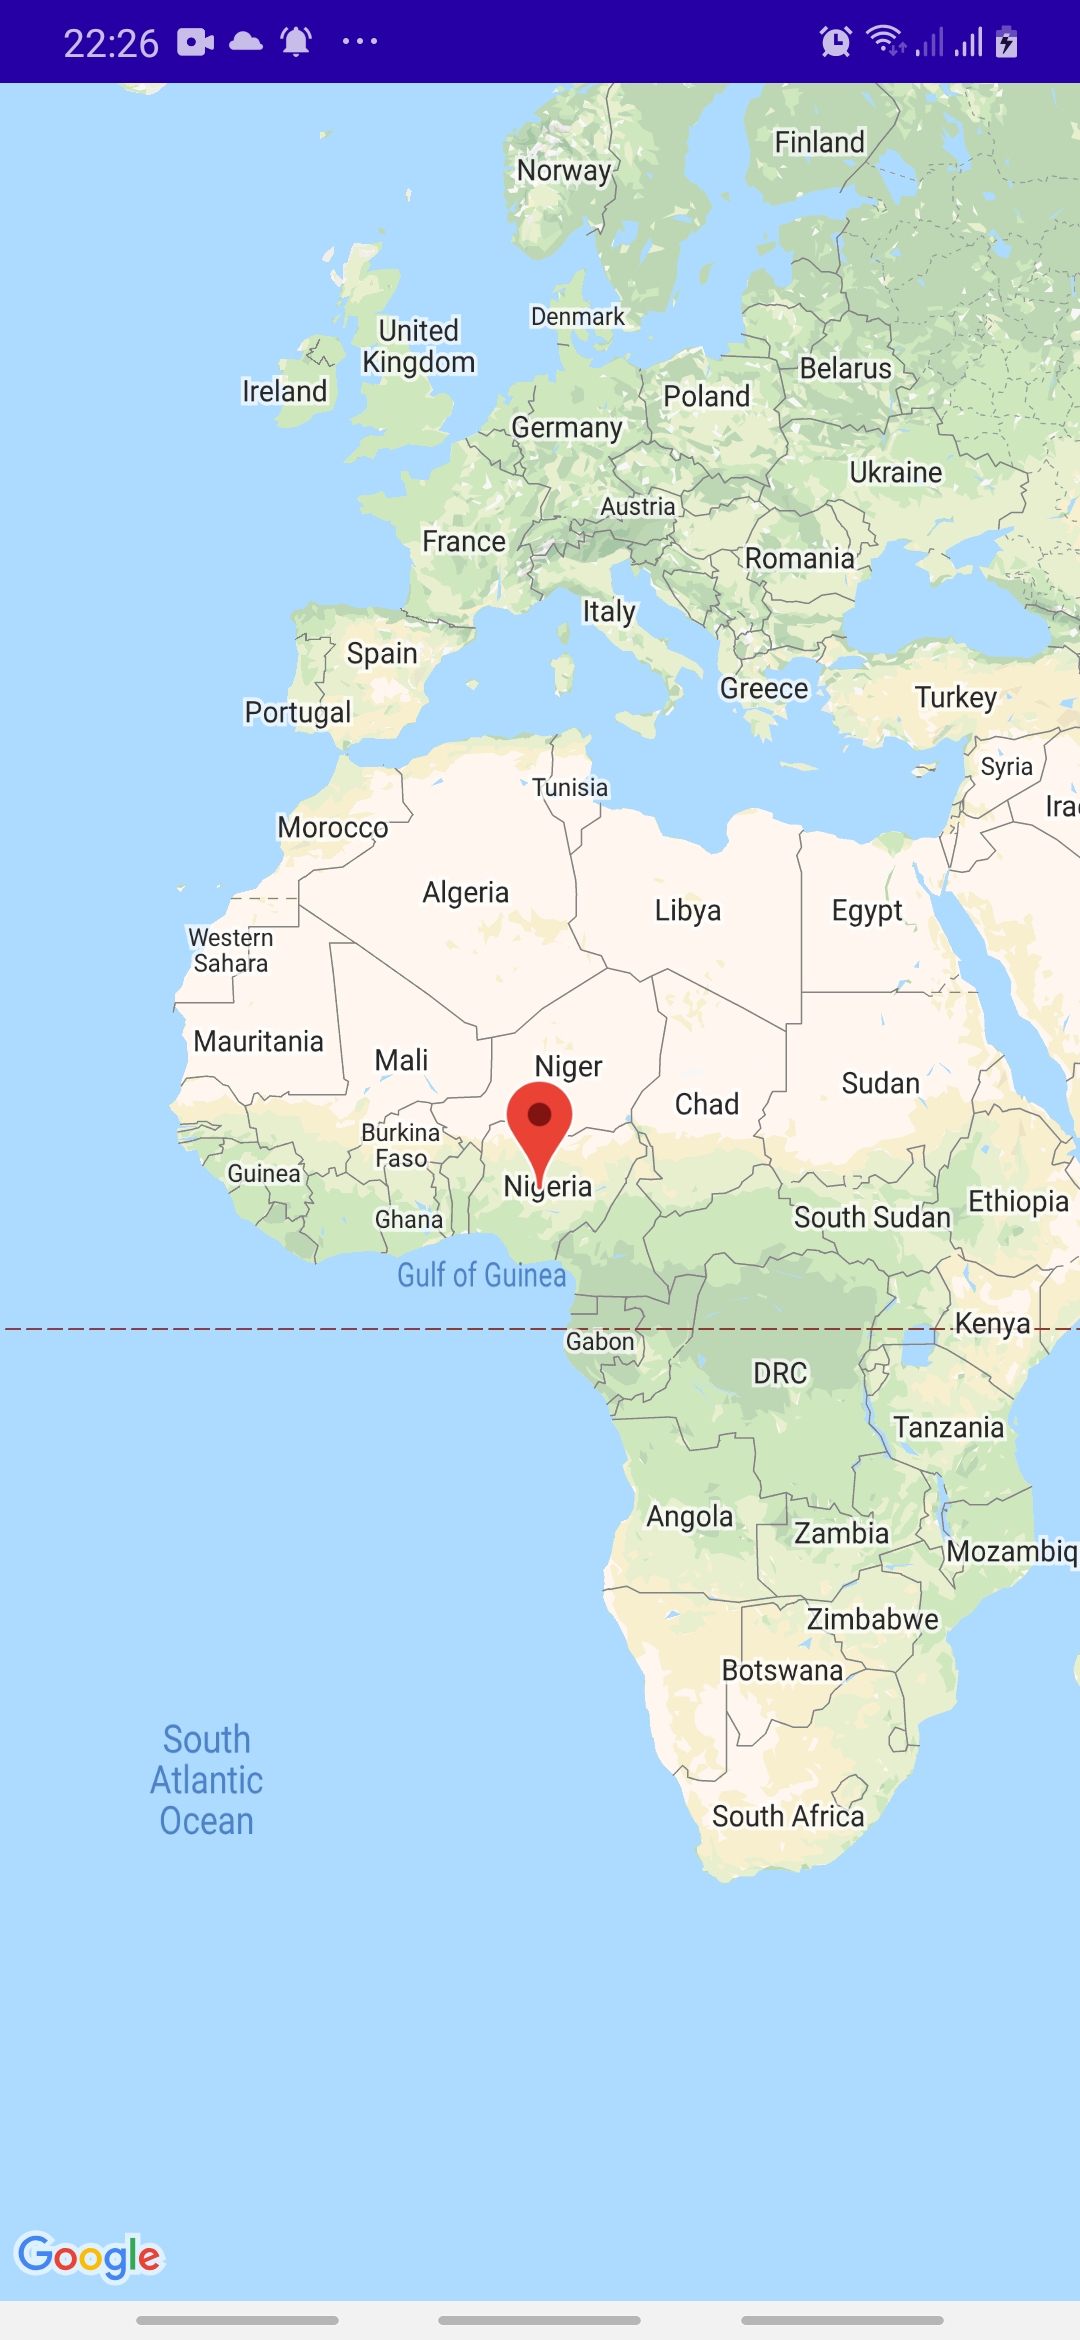 22:26
Finland
Norway
Denmark
United
Kingdom
Belarus
Ireland
Poland
Germany
Ukraine
Austria
France
Romania
Italy
Spain
Greece
Turkey
Portugal
Syria
Tunisia
Ira
Morocco
Algeria
Libya
Egypt
Western
Sahara
Mauritania
Mali
Niger
Sudan
Chad
Burkina
Faso
Guinea
Nigeria
Ethiopia
Ghana
South Sudan
Gulf of Guinea
Kenya
Gabon
DRC
Tanzania
Angola
Zambia
Mozambiq
Zimbabwe
Botswana
South
Atlantic
Ocean
South Africa
Google